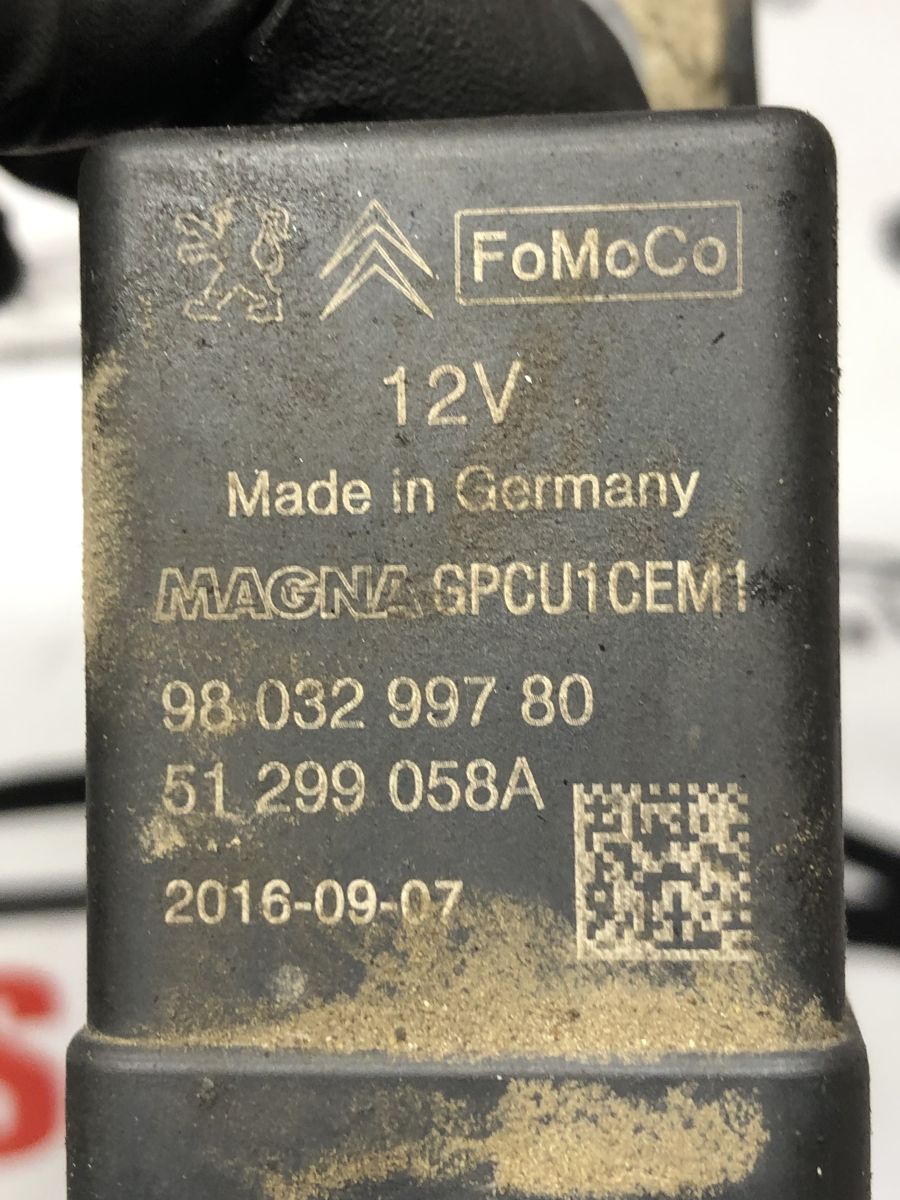 FoMoCo
12V
Made in Germany
MAGNA GPCU1CEM1
98 032 997 80
51 299 058A
2016-09-07
S